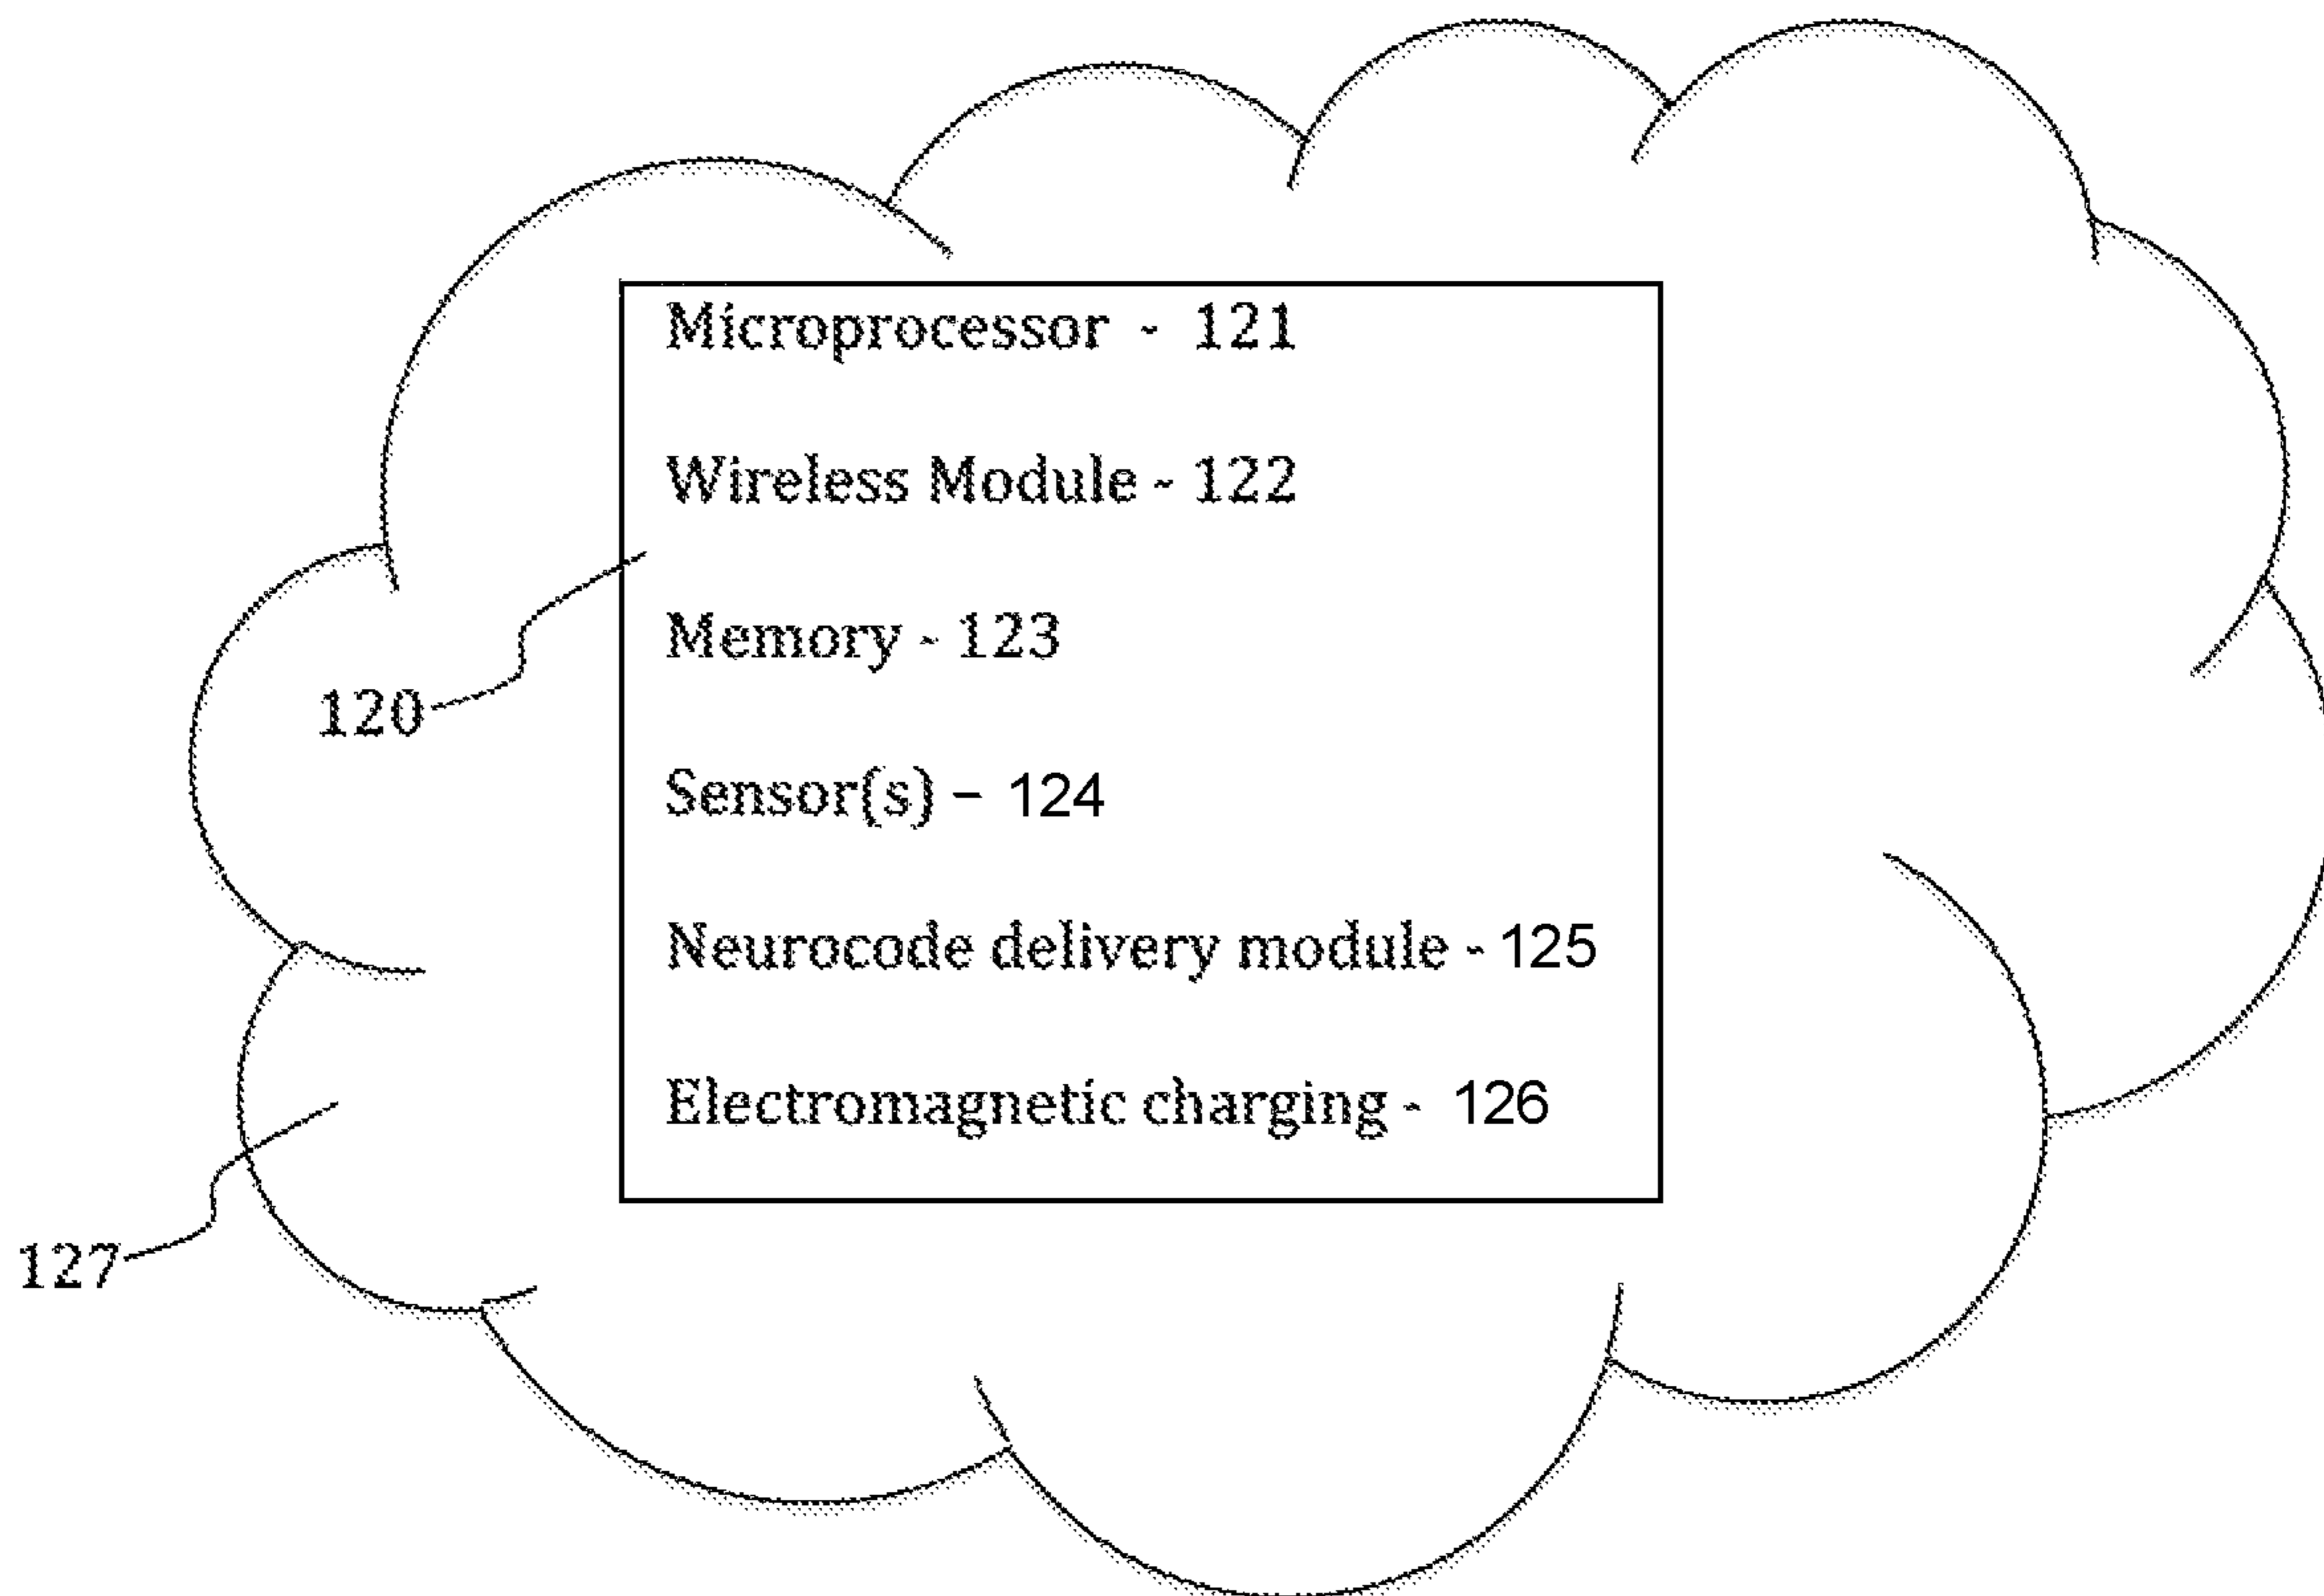 Microprocessor - 121
Wireless Module - 122
Memory - 123
120
Sensor(s) – 124
Neurocode delivery module - 125
Electromagnetic charging - 126
127